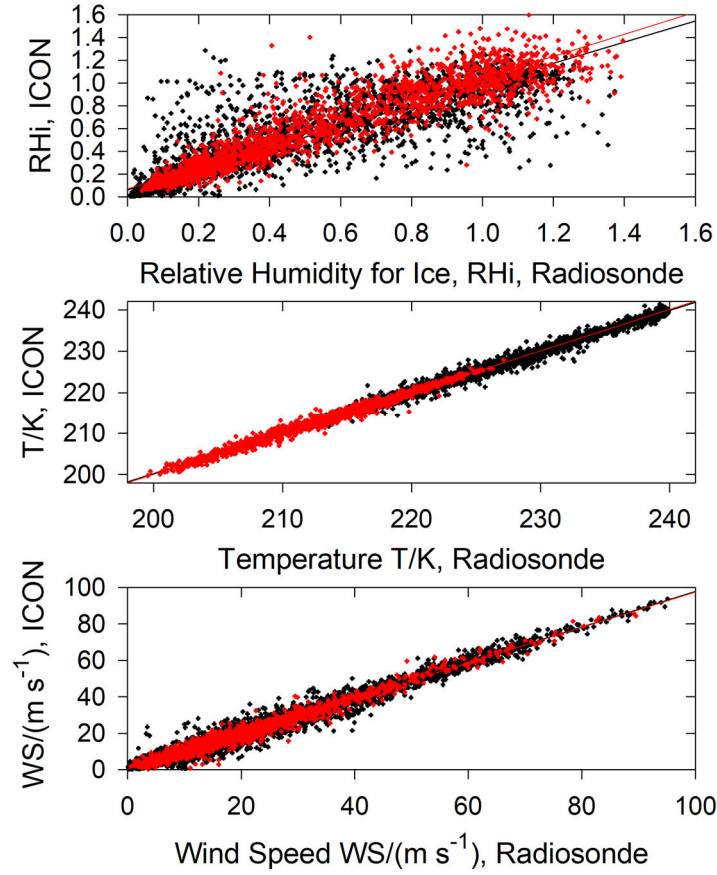 RHi, ICON
1.6
1.4
1.2
1.0
0.8
0.6
0.4
0.2
0.0
0.0 0.2 0.4 0.6 0.8 1.0 1.2 1.4 1.6
Relative Humidity for Ice, RHi, Radiosonde
T/K, ICON
240
230
220
210
200
200 210 220 230 240
Temperature T/K, Radiosonde
WS/(m s⁻¹), ICON
100
80
60
40
20
0
0 20 40 60 80 100
Wind Speed WS/(m s⁻¹), Radiosonde